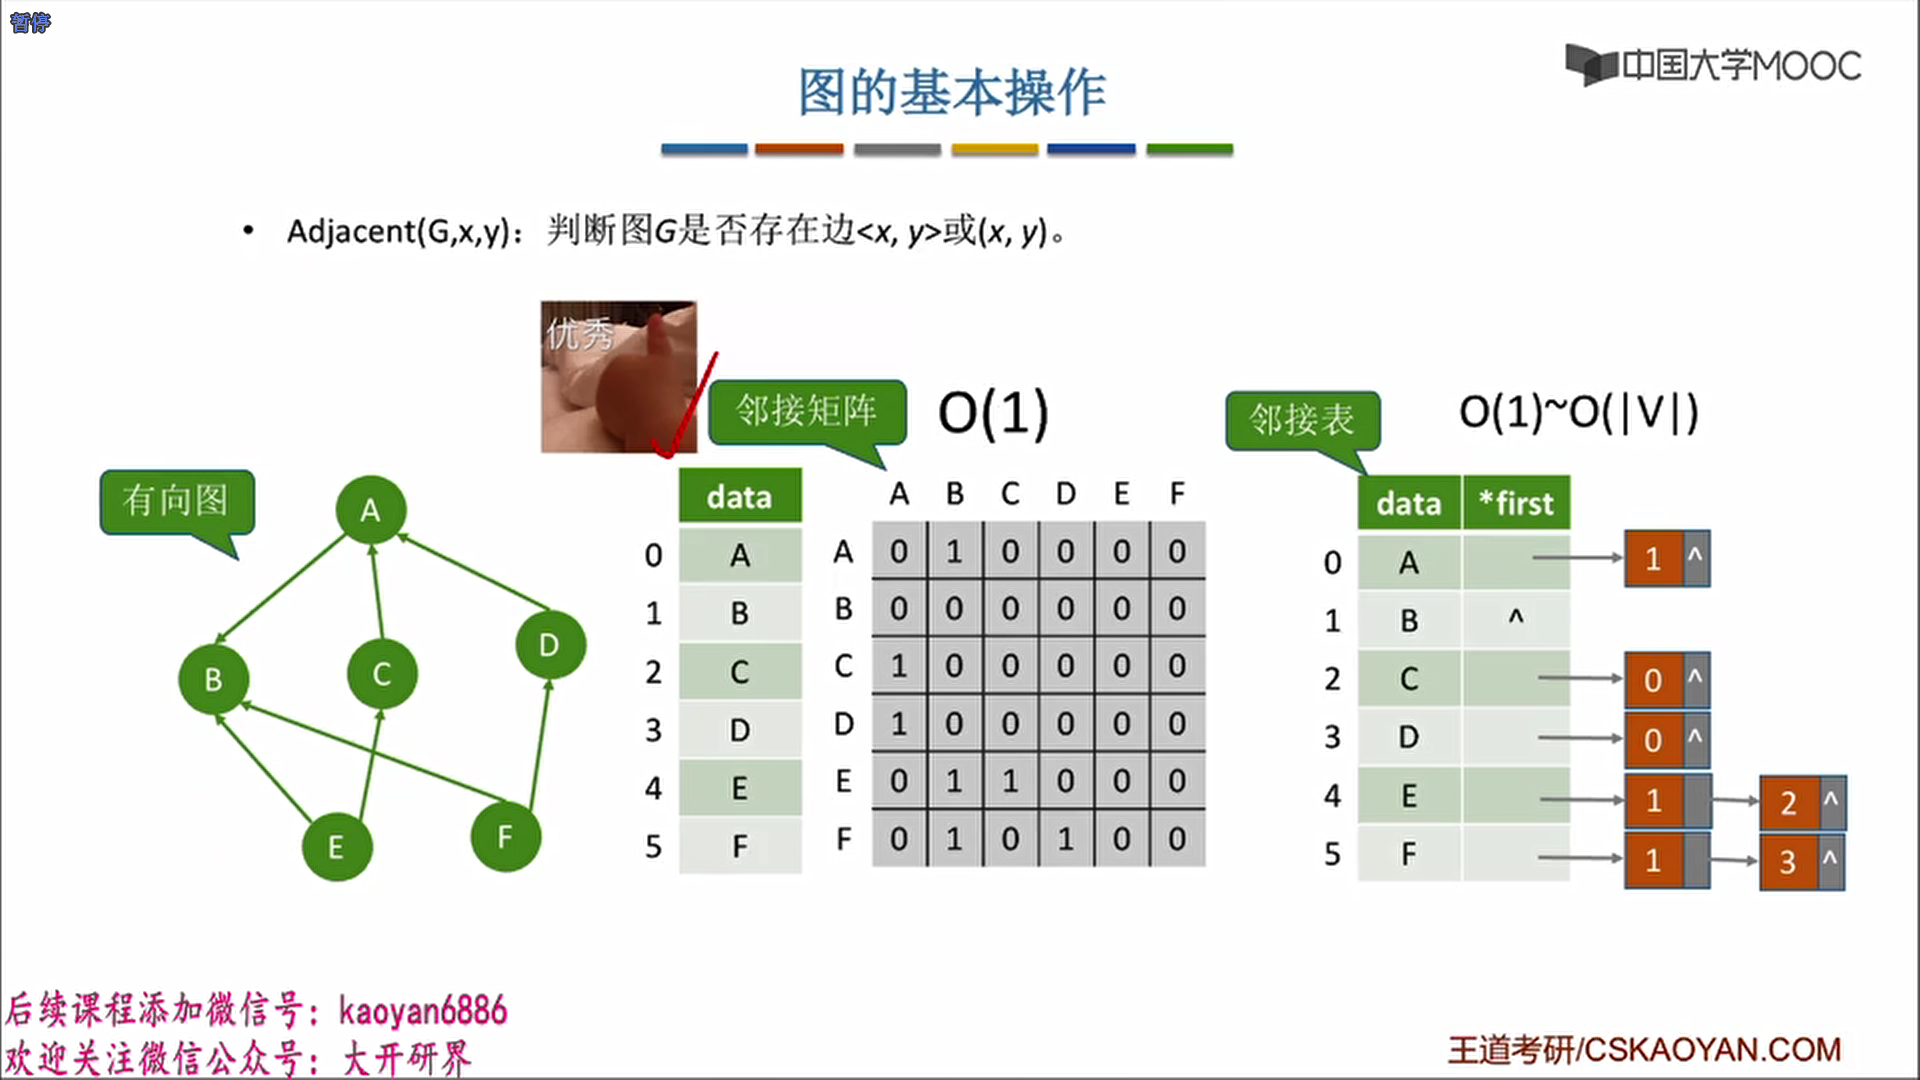 暂停
中国大学MOOC
图的基本操作
• Adjacent(G,x,y)：判断图G是否存在边<x, y>或(x, y)。
优秀
邻接矩阵
O(1)
邻接表
O(1)~O(|V|)
有向图
A
B
C
D
E
F
data
0 A
1 B
2 C
3 D
4 E
5 F
A B C D E F
A 0 1 0 0 0 0
B 0 0 0 0 0 0
C 1 0 0 0 0 0
D 1 0 0 0 0 0
E 0 1 1 0 0 0
F 0 1 0 1 0 0
data *first
0 A 1 ^
1 B ^
2 C 0 ^
3 D 0 ^
4 E 1 2 ^
5 F 1 3 ^
后续课程添加微信号：kaoyan6886
欢迎关注微信公众号：大开研界
王道考研/CSKAOYAN.COM